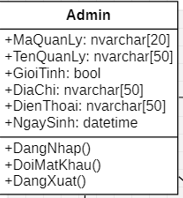 Admin
+MaQuanLy: nvarchar[20]
+TenQuanLy: nvarchar[50]
+GioiTinh: bool
+DiaChi: nvarchar[50]
+DienThoai: nvarchar[50]
+NgaySinh: datetime
+DangNhap()
+DoiMatKhau()
+DangXuat()